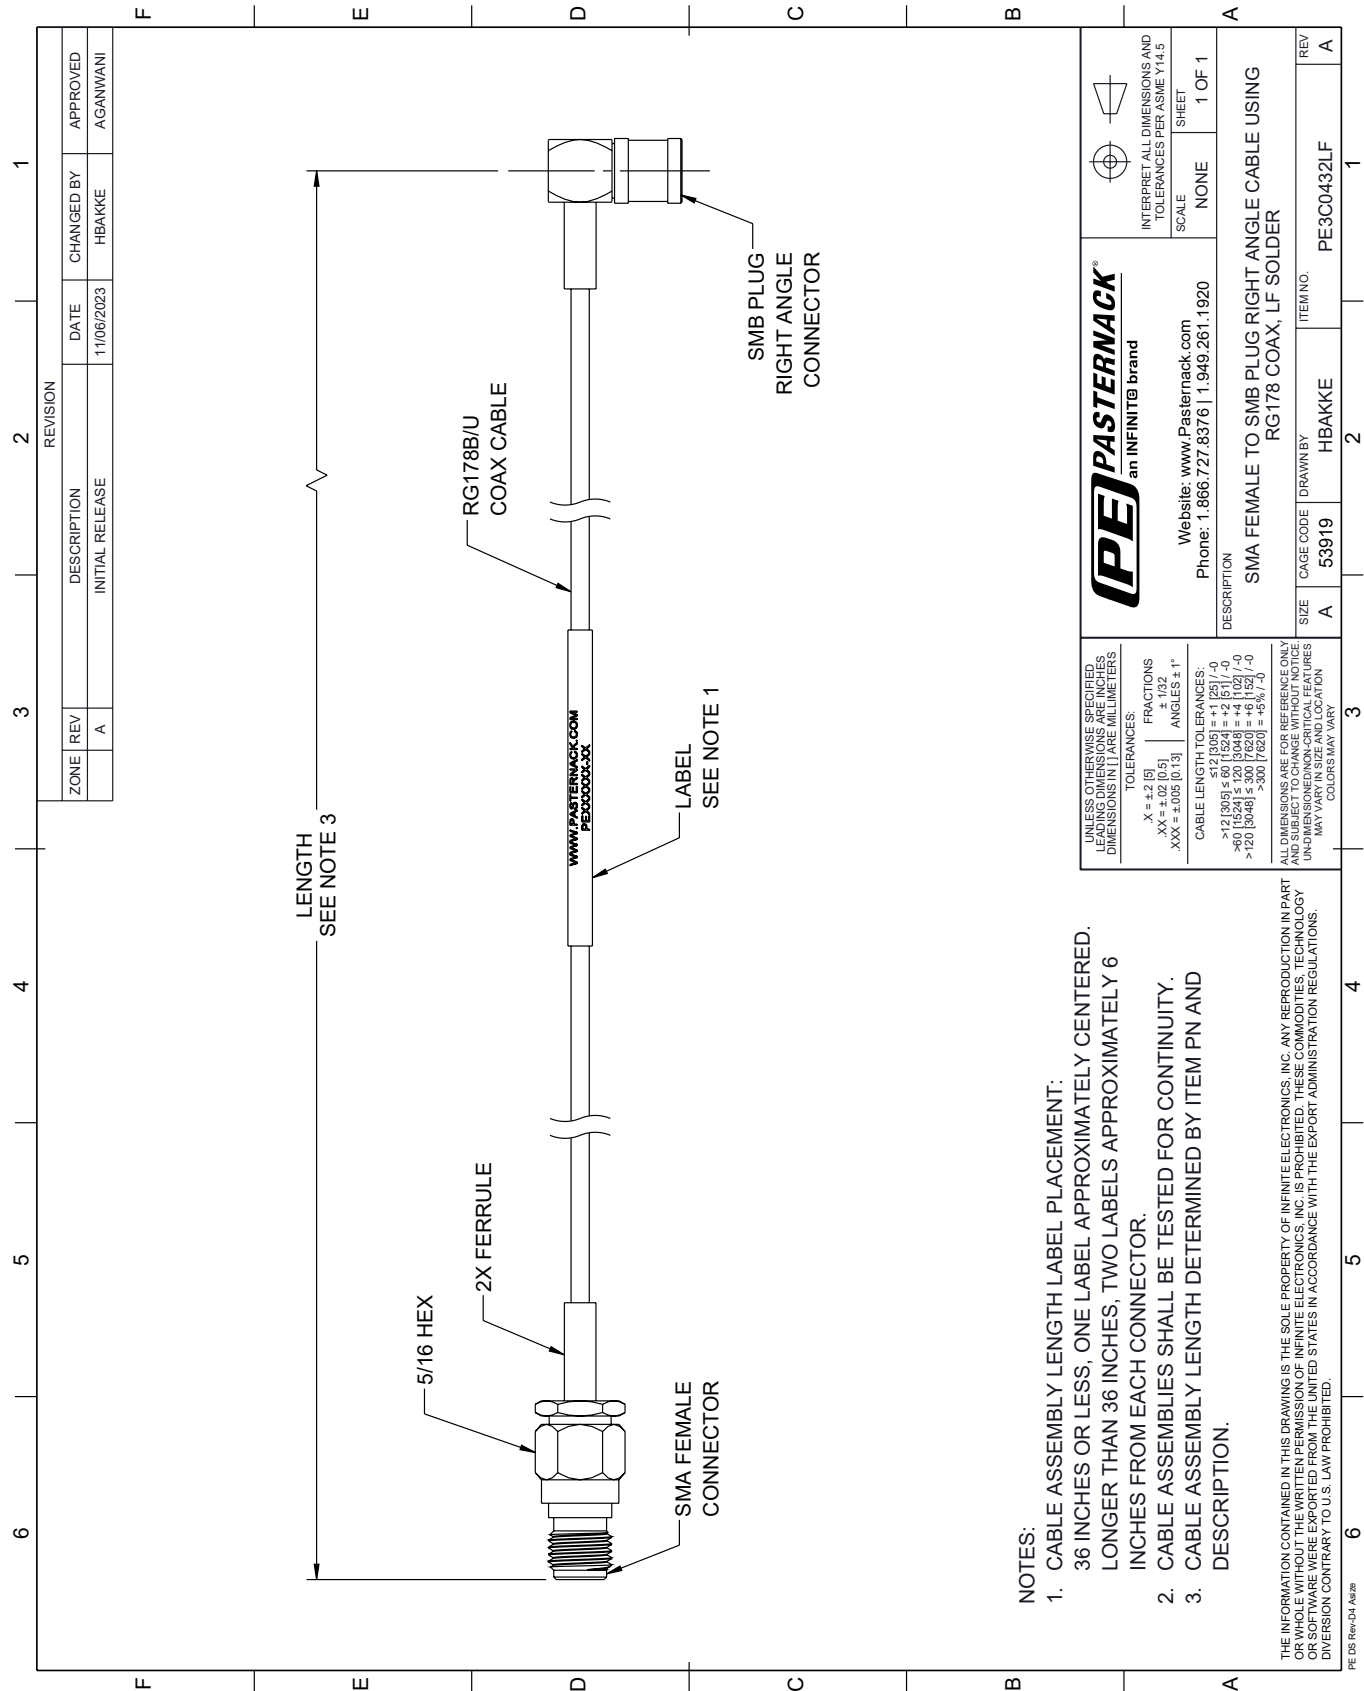 6 5 4 3 2 1
REVISION
ZONE REV DESCRIPTION DATE CHANGED BY APPROVED
A INITIAL RELEASE 11/06/2023 HBAKKE AGANWANI
F F
E E
D D
C C
B B
A A
LENGTH
SEE NOTE 3
5/16 HEX
2X FERRULE
RG178B/U
COAX CABLE
WWW.PASTERNACK.COM
PEXXXXXX-XX
SMA FEMALE
CONNECTOR
LABEL
SEE NOTE 1
SMB PLUG
RIGHT ANGLE
CONNECTOR
NOTES:
1. CABLE ASSEMBLY LENGTH LABEL PLACEMENT:
36 INCHES OR LESS, ONE LABEL APPROXIMATELY CENTERED.
LONGER THAN 36 INCHES, TWO LABELS APPROXIMATELY 6
INCHES FROM EACH CONNECTOR.
2. CABLE ASSEMBLIES SHALL BE TESTED FOR CONTINUITY.
3. CABLE ASSEMBLY LENGTH DETERMINED BY ITEM PN AND
DESCRIPTION.
THE INFORMATION CONTAINED IN THIS DRAWING IS THE SOLE PROPERTY OF INFINITE ELECTRONICS, INC. ANY REPRODUCTION IN PART
OR WHOLE WITHOUT THE WRITTEN PERMISSION OF INFINITE ELECTRONICS, INC. IS PROHIBITED. THESE COMMODITIES, TECHNOLOGY
OR SOFTWARE WERE EXPORTED FROM THE UNITED STATES IN ACCORDANCE WITH THE EXPORT ADMINISTRATION REGULATIONS.
DIVERSION CONTRARY TO U.S. LAW PROHIBITED.
UNLESS OTHERWISE SPECIFIED
LEADING DIMENSIONS ARE INCHES
DIMENSIONS IN [ ] ARE MILLIMETERS
TOLERANCES:
.X = ±.2 [5]
.XX = ±.02 [0.5]
.XXX = ±.005 [0.13]
FRACTIONS
± 1/32
ANGLES ± 1°
CABLE LENGTH TOLERANCES:
≤12 [305] = +1 [25] / -0
>12 [305] ≤ 60 [1524] = +2 [51] / -0
>60 [1524] ≤ 120 [3048] = +4 [102] / -0
>120 [3048] ≤ 300 [7620] = +6 [152] / -0
>300 [7620] = +5% / -0
ALL DIMENSIONS ARE FOR REFERENCE ONLY
AND SUBJECT TO CHANGE WITHOUT NOTICE.
UN-DIMENSIONED/NON-CRITICAL FEATURES
MAY VARY IN SIZE AND LOCATION
COLORS MAY VARY
PE PASTERNACK®
an INFINIT® brand
Website: www.Pasternack.com
Phone: 1.866.727.8376 | 1.949.261.1920
INTERPRET ALL DIMENSIONS AND
TOLERANCES PER ASME Y14.5
SCALE
NONE
SHEET
1 OF 1
DESCRIPTION
SMA FEMALE TO SMB PLUG RIGHT ANGLE CABLE USING
RG178 COAX, LF SOLDER
SIZE
A
CAGE CODE
53919
DRAWN BY
HBAKKE
ITEM NO.
PE3C0432LF
REV
A
6 5 4 3 2 1
PE DS Rev-D4 Asize